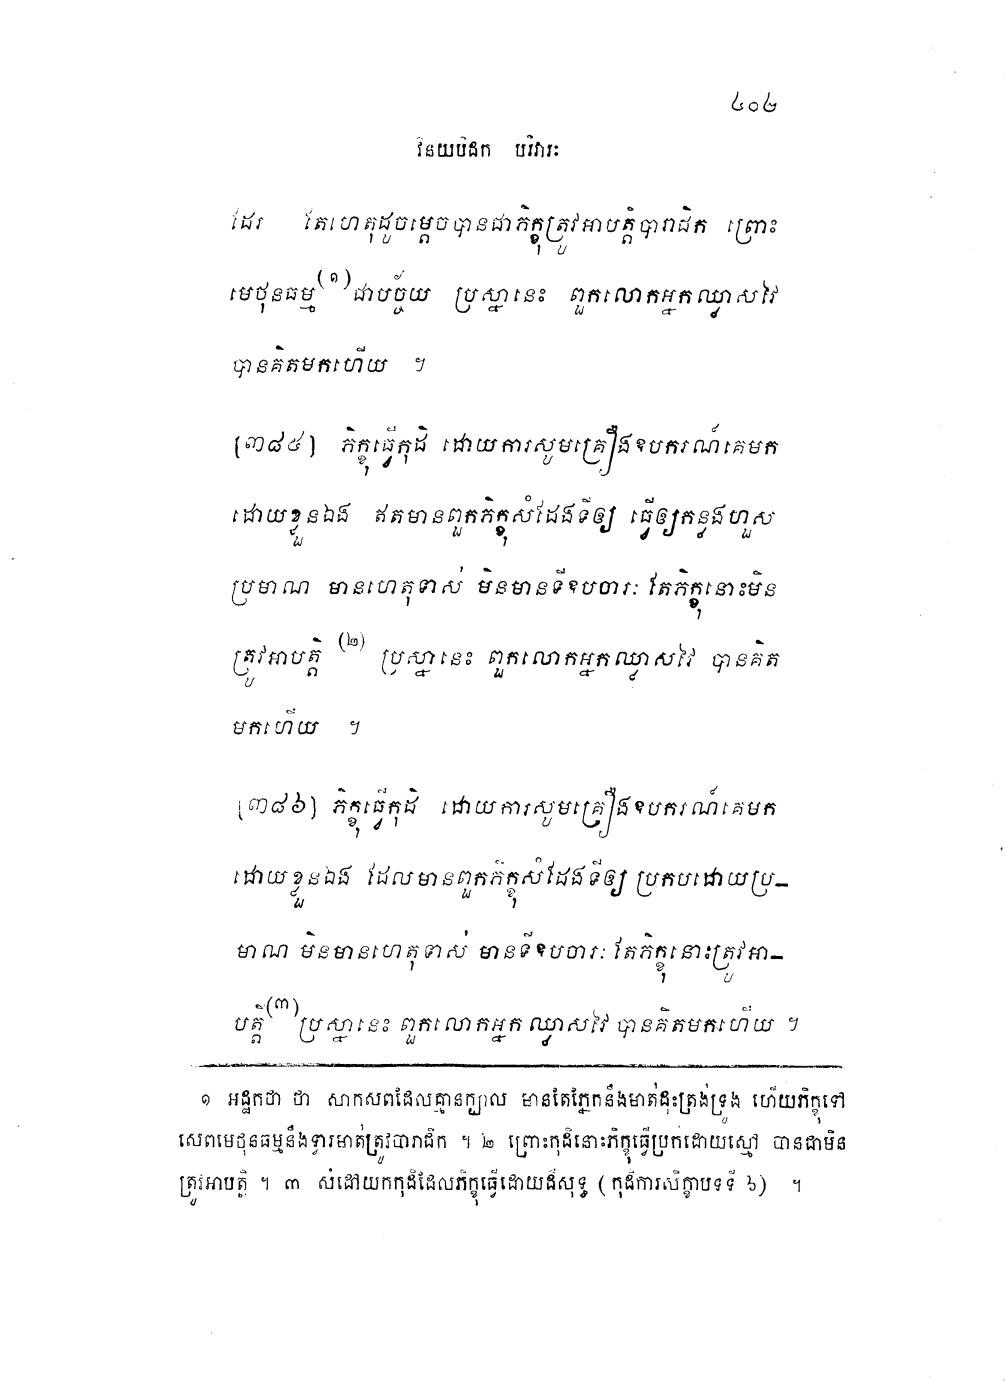 ៤០២
វិនយបិដក បរិវារៈ
ដែរ តែហេតុដូចម្តេចបានជាភិក្ខុត្រូវអាបត្តិបារាជិក ព្រោះ
មេថុនធម្ម(១)ជាបច្ច័យ ប្រស្នានេះ ពួកលោកអ្នកឈ្លាសវៃ
បានគិតមកហើយ ។
[៣៨៥] ភិក្ខុធ្វើកុដិ ដោយការសូមគ្រឿងឧបករណ៍គេមក
ដោយខ្លួនឯង ឥតមានពួកភិក្ខុសំដែងទីឲ្យ ធ្វើឲ្យកន្លងហួស
ប្រមាណ មានហេតុទាស់ មិនមានទីឧបចារៈ តែភិក្ខុនោះមិន
ត្រូវអាបត្តិ (២) ប្រស្នានេះ ពួកលោកអ្នកឈ្លាសវៃ បានគិត
មកហើយ ។
[៣៨៦] ភិក្ខុធ្វើកុដិ ដោយការសូមគ្រឿងឧបករណ៍គេមក
ដោយខ្លួនឯង ដែលមានពួកភិក្ខុសំដែងទីឲ្យ ប្រកបដោយប្រ-
មាណ មិនមានហេតុទាស់ មានទីឧបចារៈ តែភិក្ខុនោះត្រូវអា-
បត្តិ(៣)ប្រស្នានេះ ពួកលោកអ្នកឈ្លាសវៃ បានគិតមកហើយ ។
១ អដ្ឋកថា ថា សាកសពដែលគ្មានក្បាល មានតែភ្នែកនឹងមាត់ដុះត្រង់ទ្រូង ហើយភិក្ខុទៅ
សេពមេថុនធម្មនឹងទ្វារមាត់ត្រូវបារាជិក ។ ២ ព្រោះកុដិនោះភិក្ខុធ្វើប្រក់ដោយស្មៅ បានជាមិន
ត្រូវអាបត្តិ ។ ៣ សំដៅយកកុដិដែលភិក្ខុធ្វើដោយដីសុទ្ធ (កុដិការសិក្ខាបទទី ៦) ។